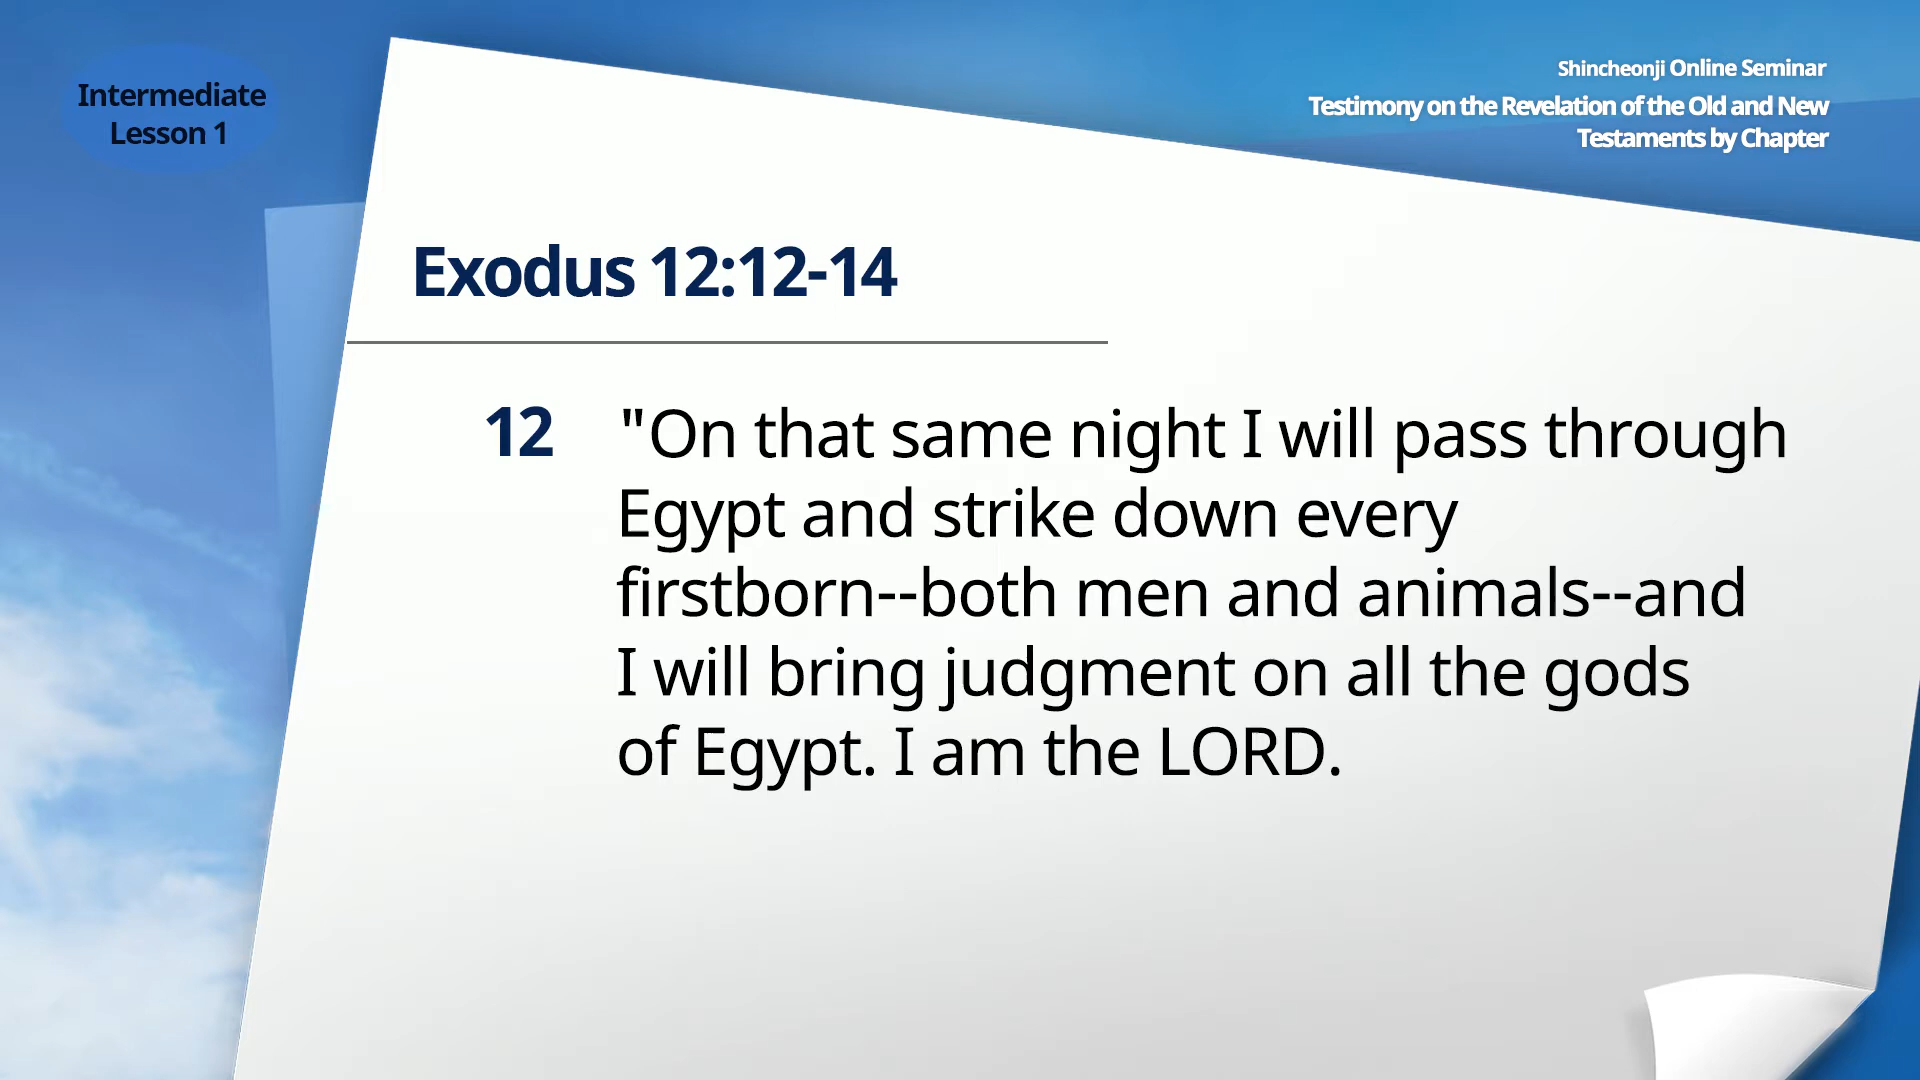 Intermediate
Lesson 1
Shincheonji Online Seminar
Testimony on the Revelation of the Old and New
Testaments by Chapter
Exodus 12:12-14
12 "On that same night I will pass through
Egypt and strike down every
firstborn--both men and animals--and
I will bring judgment on all the gods
of Egypt. I am the LORD.